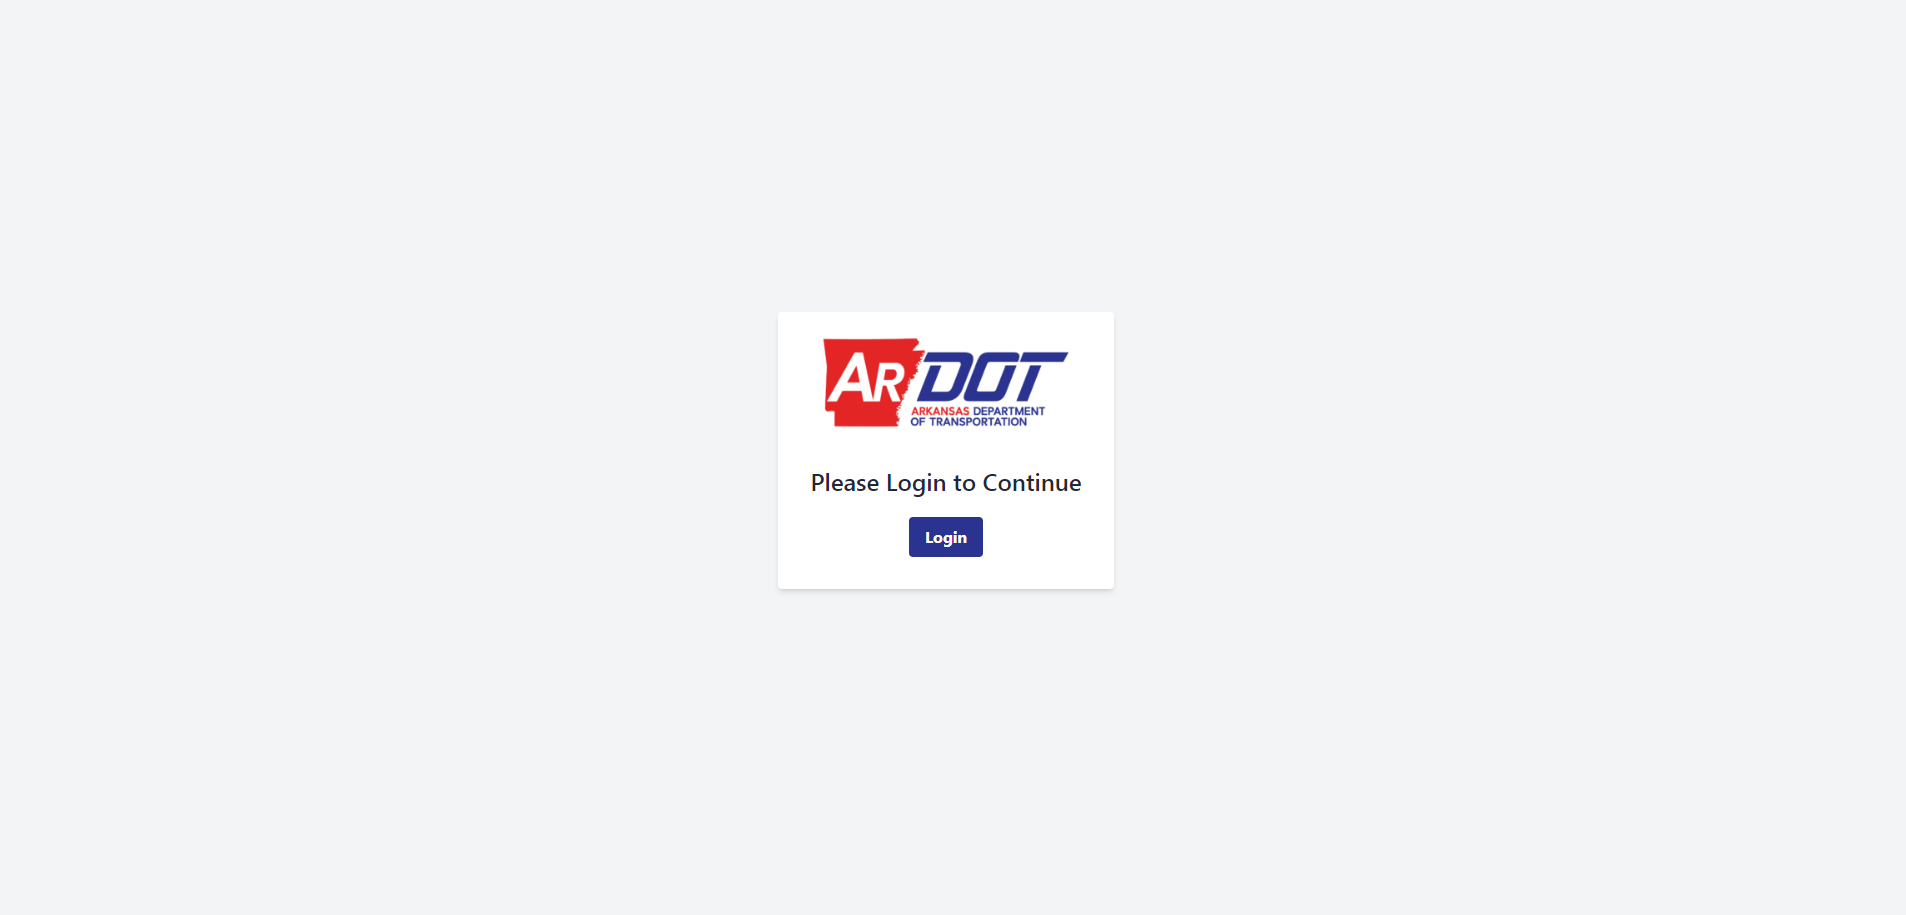 ARDOT
ARKANSAS DEPARTMENT
OF TRANSPORTATION
Please Login to Continue
Login